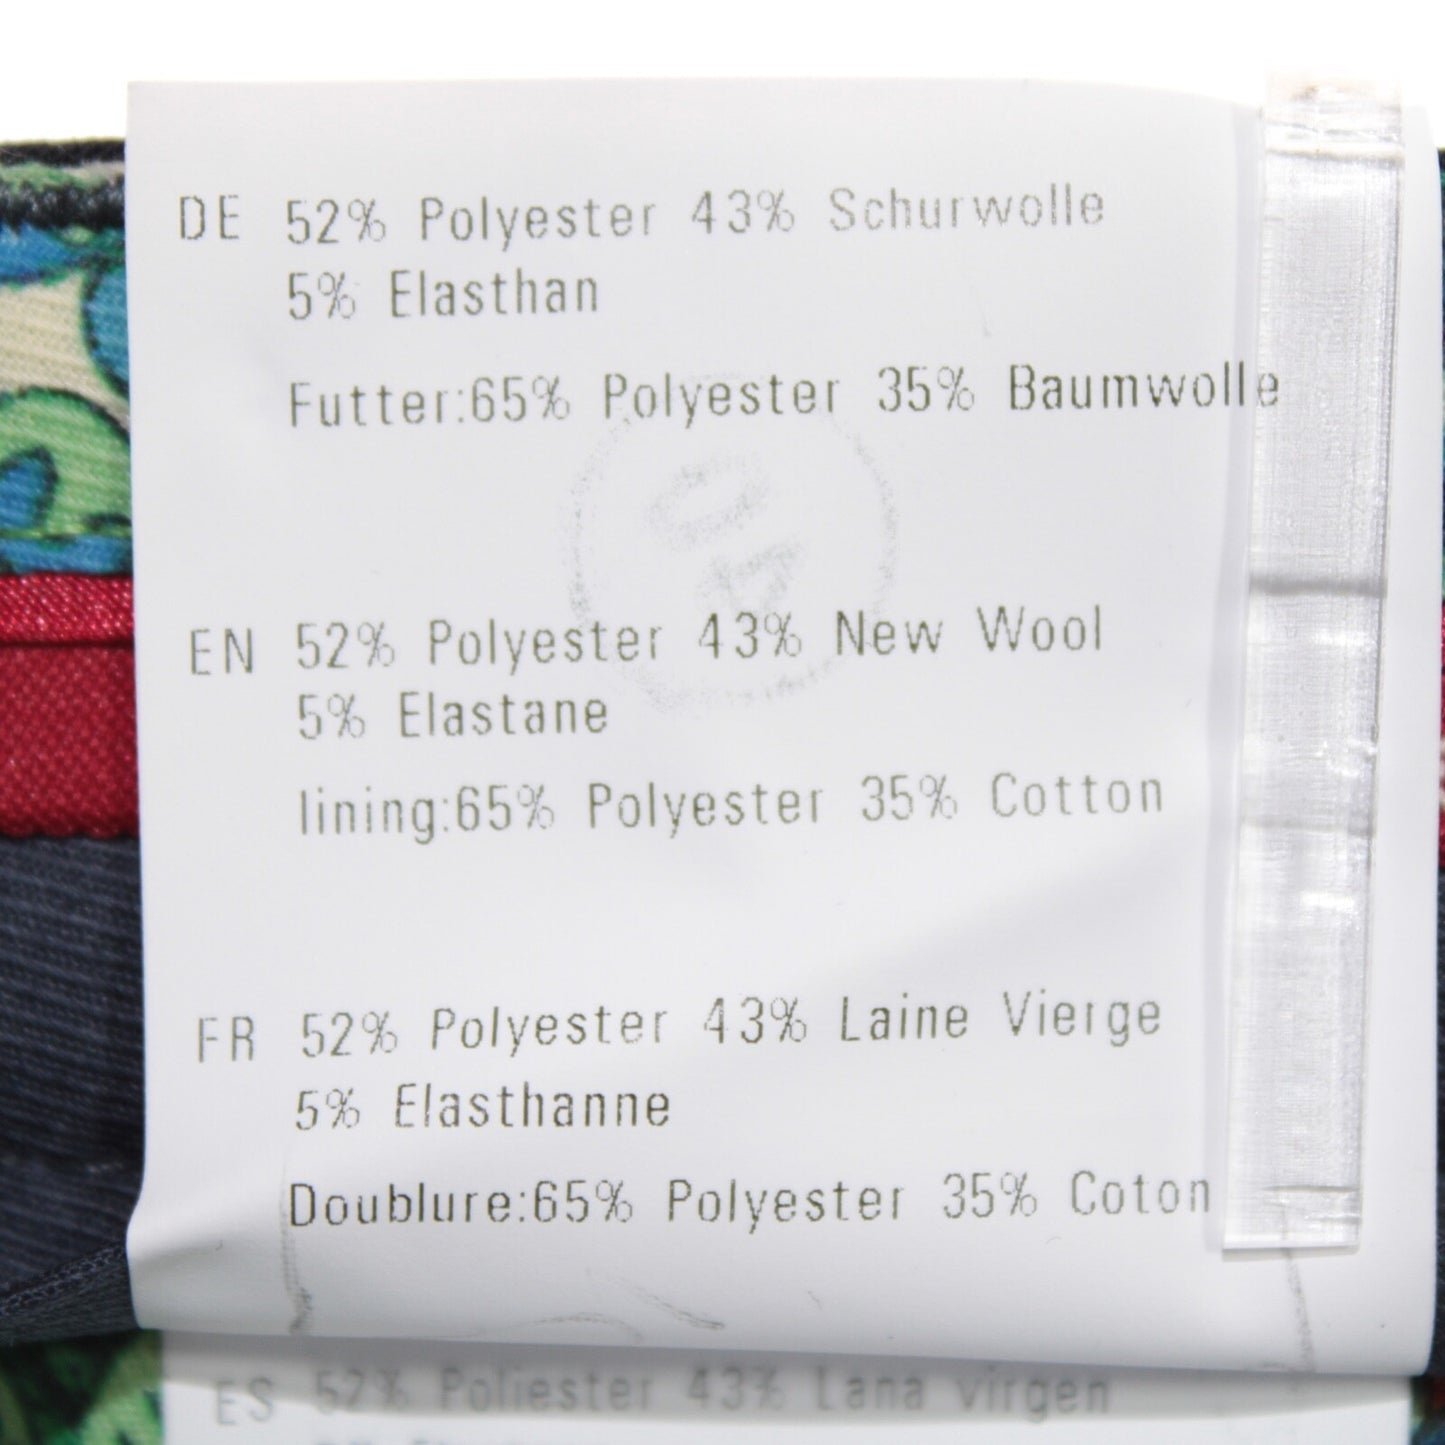 DE 52% Polyester 43% Schurwolle
5% Elasthan
Futter:65% Polyester 35% Baumwolle
EN 52% Polyester 43% New Wool
5% Elastane
lining:65% Polyester 35% Cotton
FR 52% Polyester 43% Laine Vierge
5% Elasthanne
Doublure:65% Polyester 35% Coton
ES 52% Poliester 43% Lana virgen